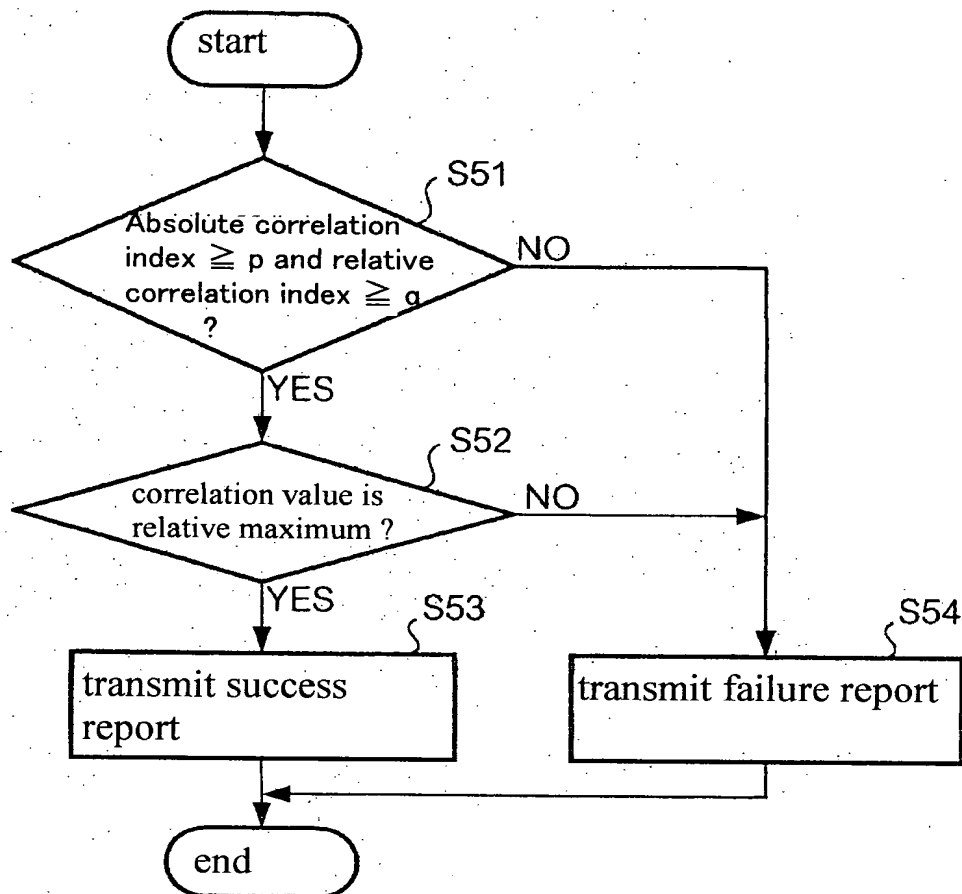 start
S51
Absolute correlation
index ≧ p and relative
correlation index ≧ q
?
NO
YES
S52
correlation value is
relative maximum ?
NO
YES
S53
transmit success
report
S54
transmit failure report
end